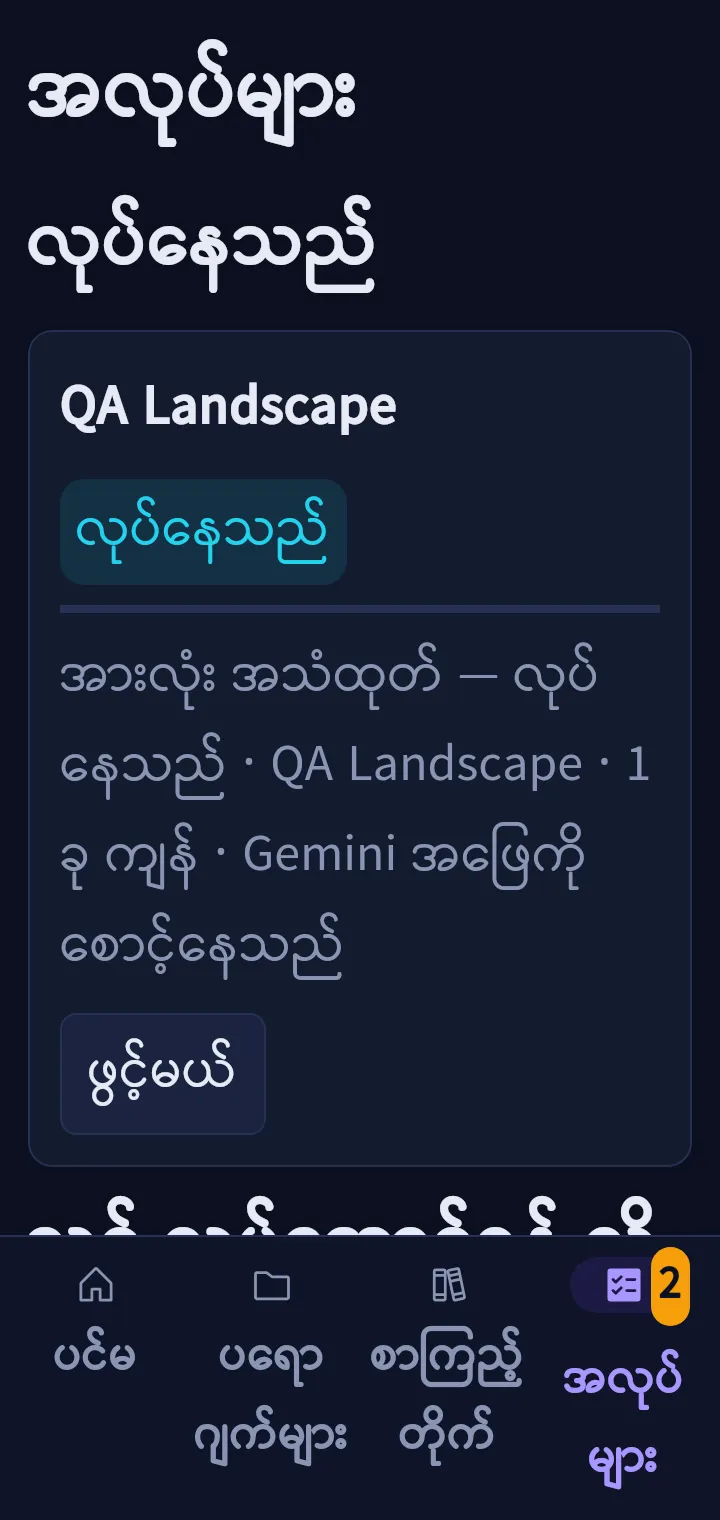 အလုပ်များ
လုပ်နေသည်
QA Landscape
လုပ်နေသည်
အားလုံး အသံထုတ် — လုပ်
နေသည် · QA Landscape · 1
ခု ကျန် · Gemini အဖြေကို
စောင့်နေသည်
ဖွင့်မယ်
2
ပင်မ
ပရော
ဂျက်များ
စာကြည့်
တိုက်
အလုပ်
များ